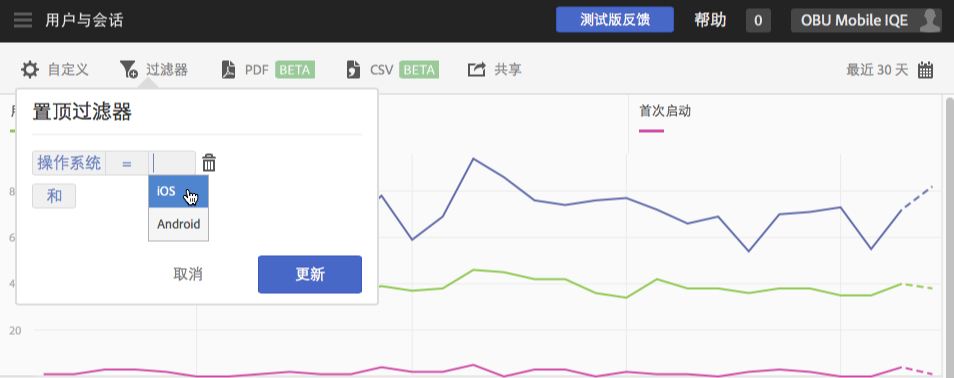 用户与会话
测试版反馈
帮助
0
OBU Mobile IQE
自定义
过滤器
PDF BETA
CSV BETA
共享
最近 30 天
置顶过滤器
首次启动
操作系统 =
iOS
和
Android
取消
更新
8
6
4
20